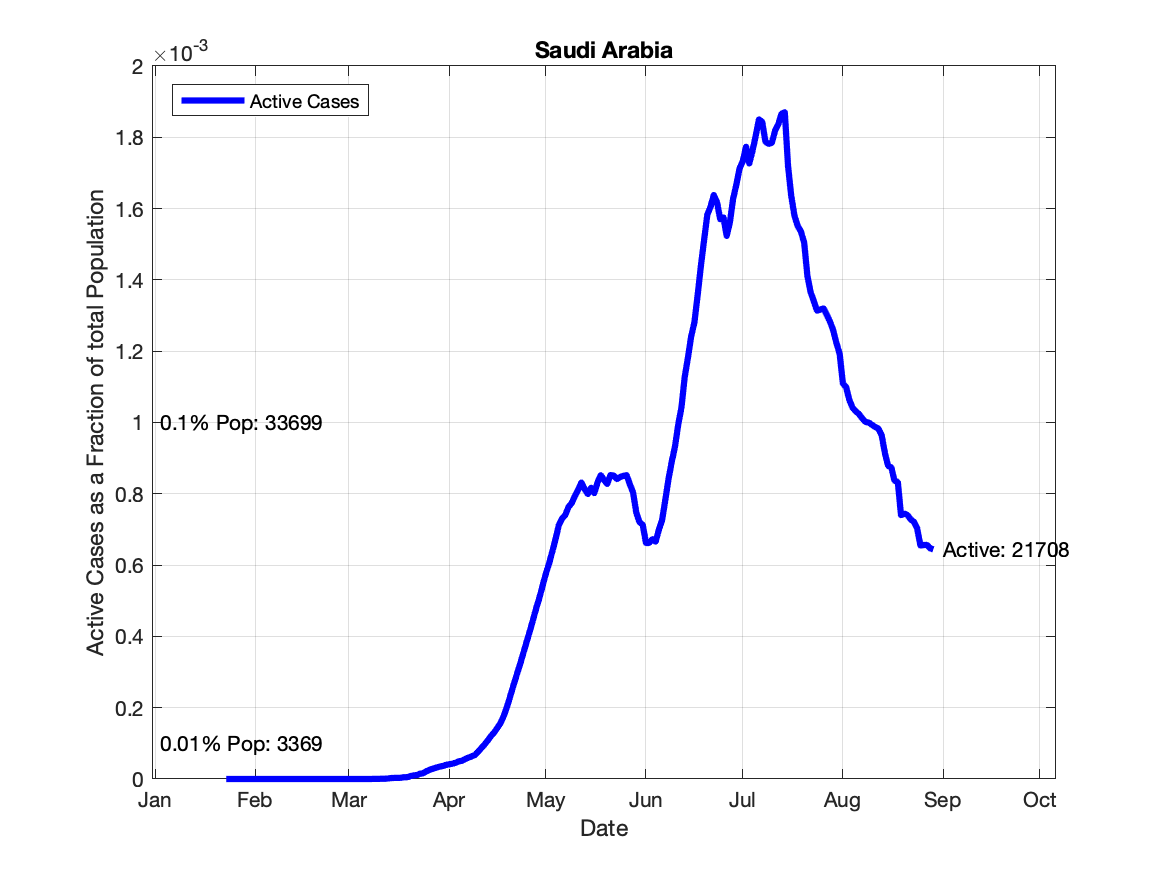 Saudi Arabia
×10-3
2
1.8
1.6
1.4
1.2
1
0.8
0.6
0.4
0.2
0
Active Cases as a Fraction of total Population
Active Cases
0.1% Pop: 33699
0.01% Pop: 3369
Active: 21708
Jan Feb Mar Apr May Jun Jul Aug Sep Oct
Date